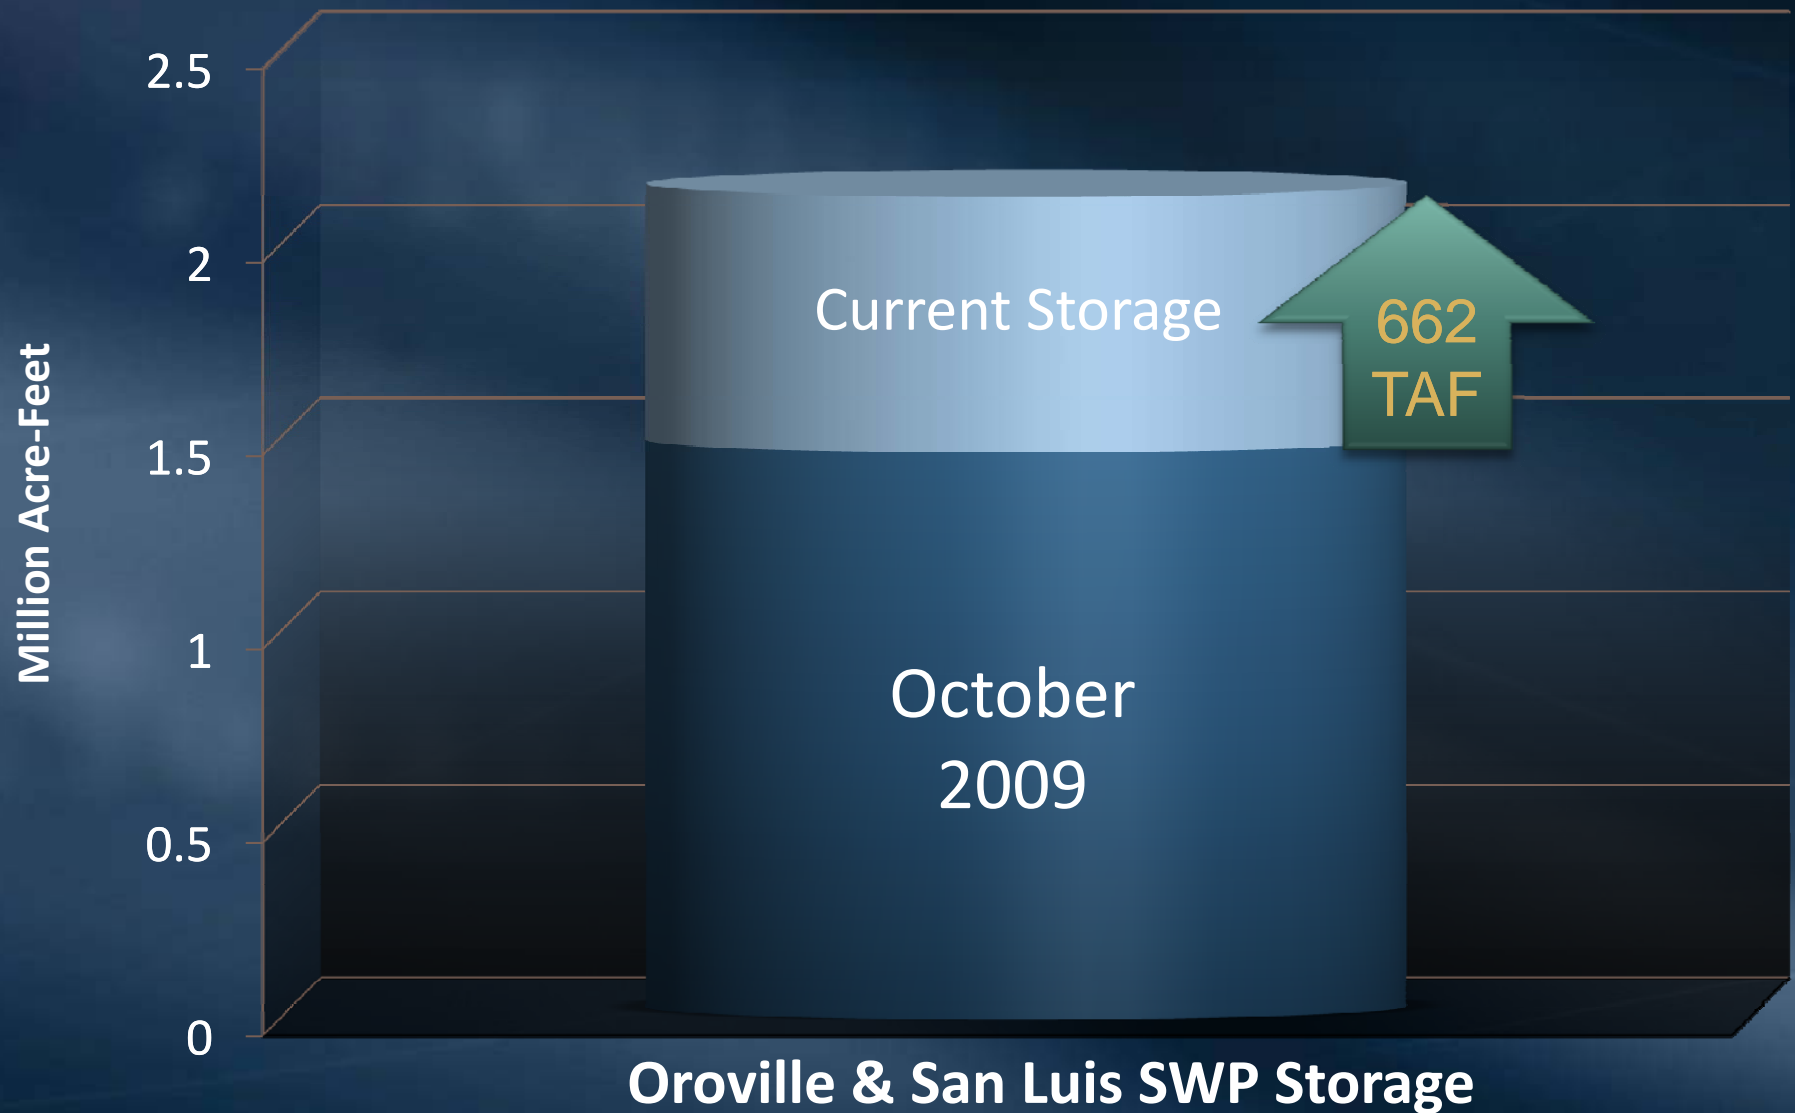 2.5
2
1.5
1
0.5
0
Million Acre-Feet
Current Storage
662
TAF
October
2009
Oroville & San Luis SWP Storage